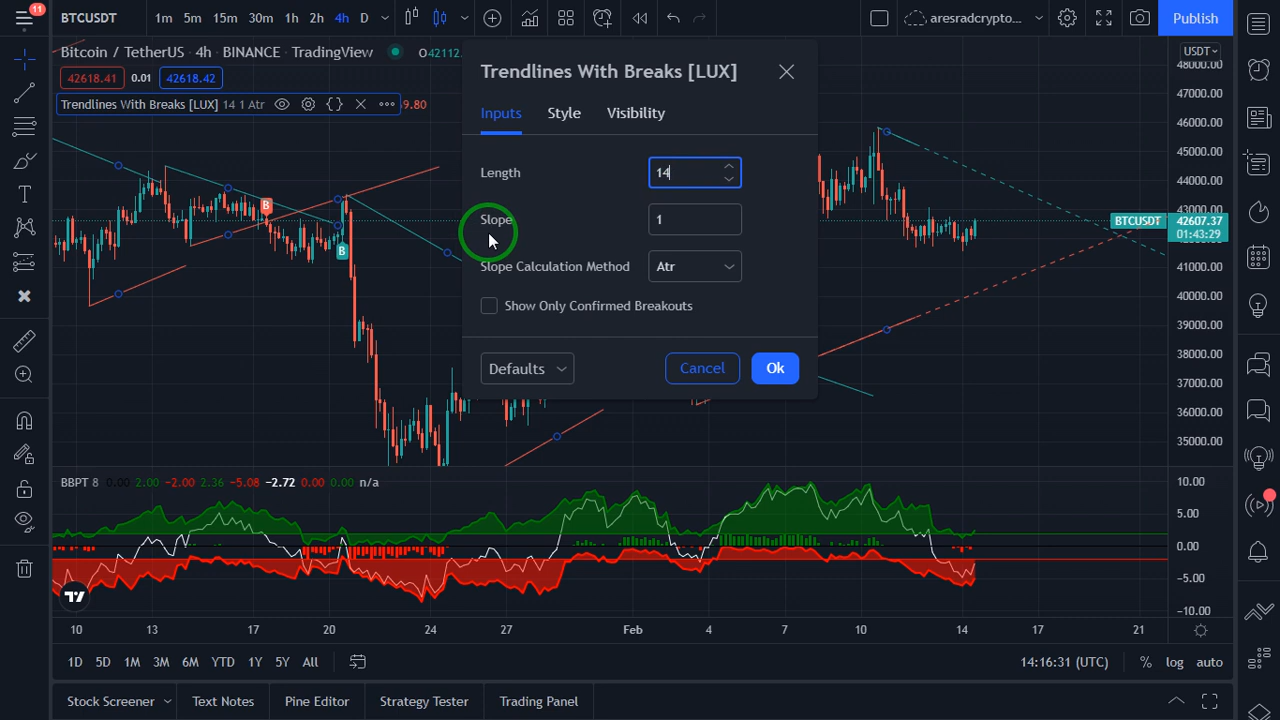 11
BTCUSDT 1m 5m 15m 30m 1h 2h 4h D aresradcrypto... Publish
Bitcoin / TetherUS · 4h · BINANCE · TradingView O42112.
42618.41 0.01 42618.42
Trendlines With Breaks [LUX] 14 1 Atr 9.80
Trendlines With Breaks [LUX]
Inputs Style Visibility
Length 14
Slope 1
Slope Calculation Method Atr
Show Only Confirmed Breakouts
Defaults Cancel Ok
B
B
USDT
48000.00
47000.00
46000.00
45000.00
44000.00
43000.00
BTCUSDT 42607.37
01:43:29
41000.00
40000.00
39000.00
38000.00
37000.00
36000.00
35000.00
BBPT 8 0.00 2.00 −2.00 2.36 −5.08 −2.72 0.00 0.00 n/a
10.00
5.00
0.00
−5.00
−10.00
10 13 17 20 24 27 Feb 4 7 10 14 17 21
1D 5D 1M 3M 6M YTD 1Y 5Y All 14:16:31 (UTC) % log auto
Stock Screener Text Notes Pine Editor Strategy Tester Trading Panel